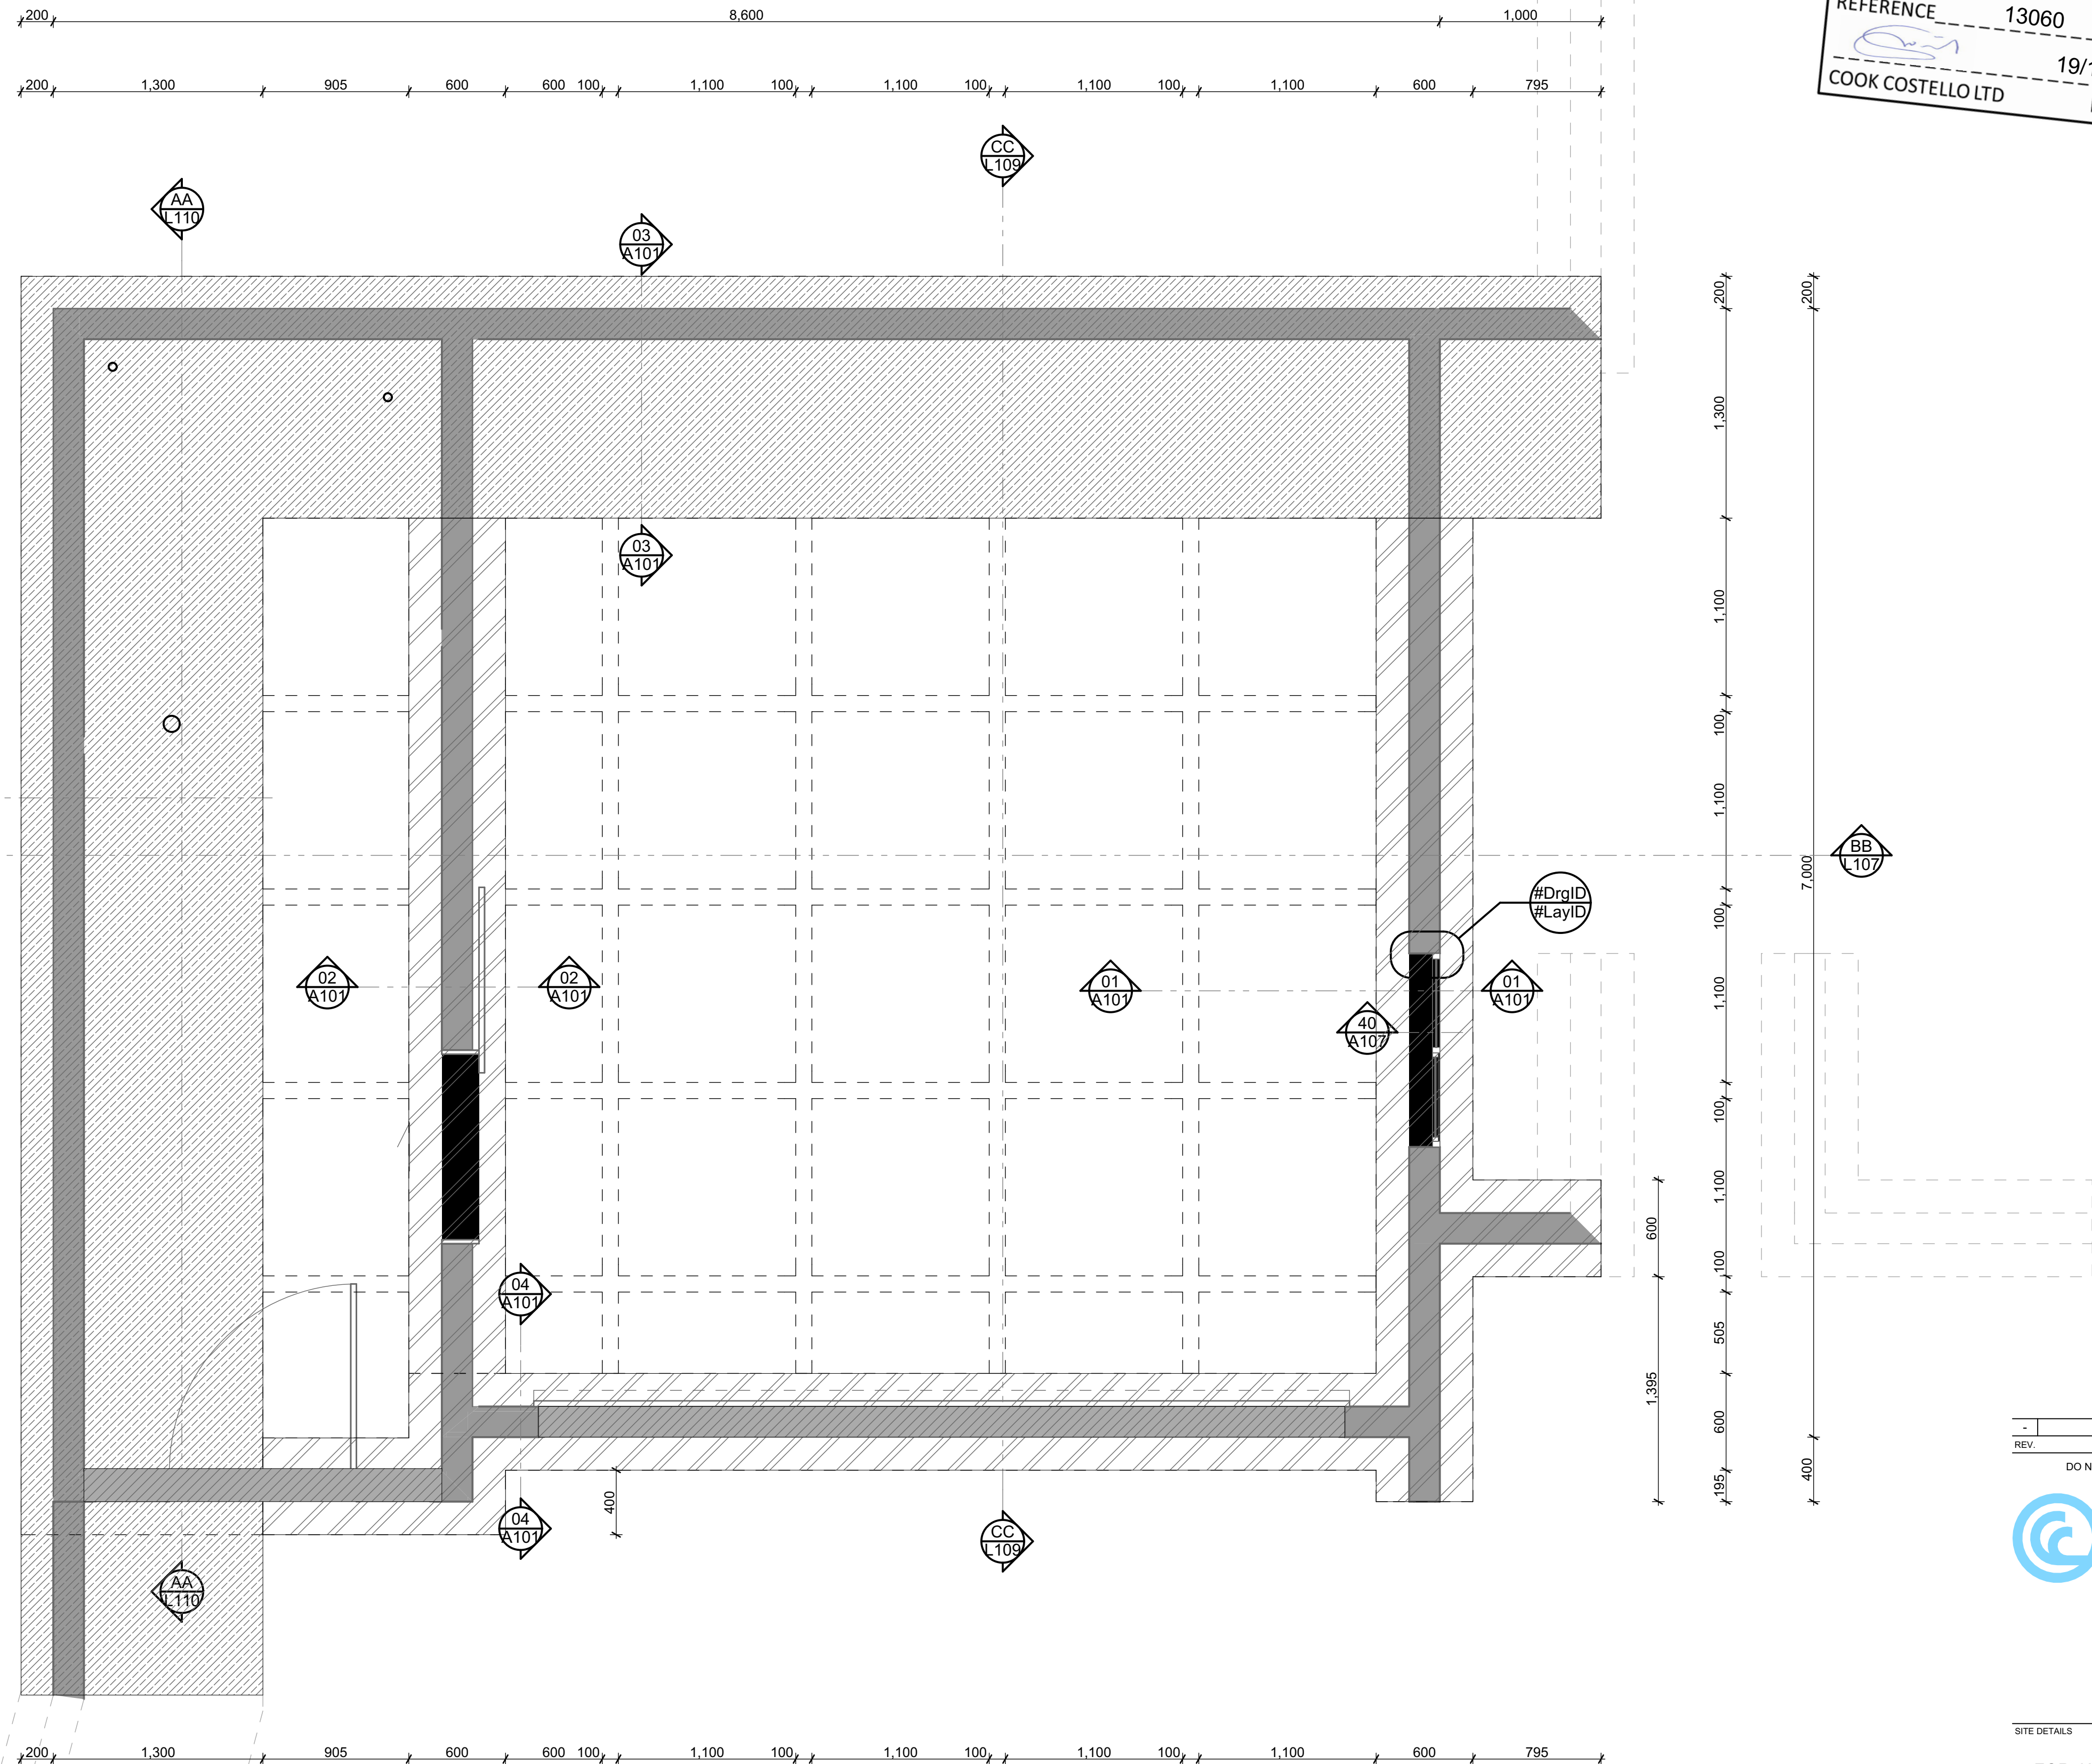 200 8,600 1,000
REFERENCE 13060
19/1
COOK COSTELLO LTD
200 1,300 905 600 600 100 1,100 100 1,100 100 1,100 100 1,100 600 795
CC
L109
AA
L110
03
A101
200
200
1,300
03
A101
1,100
100
1,100
BB
L107
7,000
#DrgID
#LayID
100
02
A101
02
A101
01
A101
01
A101
1,100
40
A107
100
1,100
600
100
04
A101
505
1,395
600
195
400
400
04
A101
CC
L109
AA
L110
-
REV.
DO N
SITE DETAILS
200 1,300 905 600 600 100 1,100 100 1,100 100 1,100 100 1,100 600 795